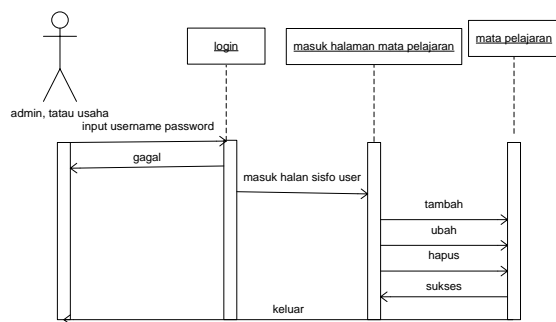 login
masuk halaman mata pelajaran
mata pelajaran
admin, tatau usaha
input username password
gagal
masuk halan sisfo user
tambah
ubah
hapus
sukses
keluar